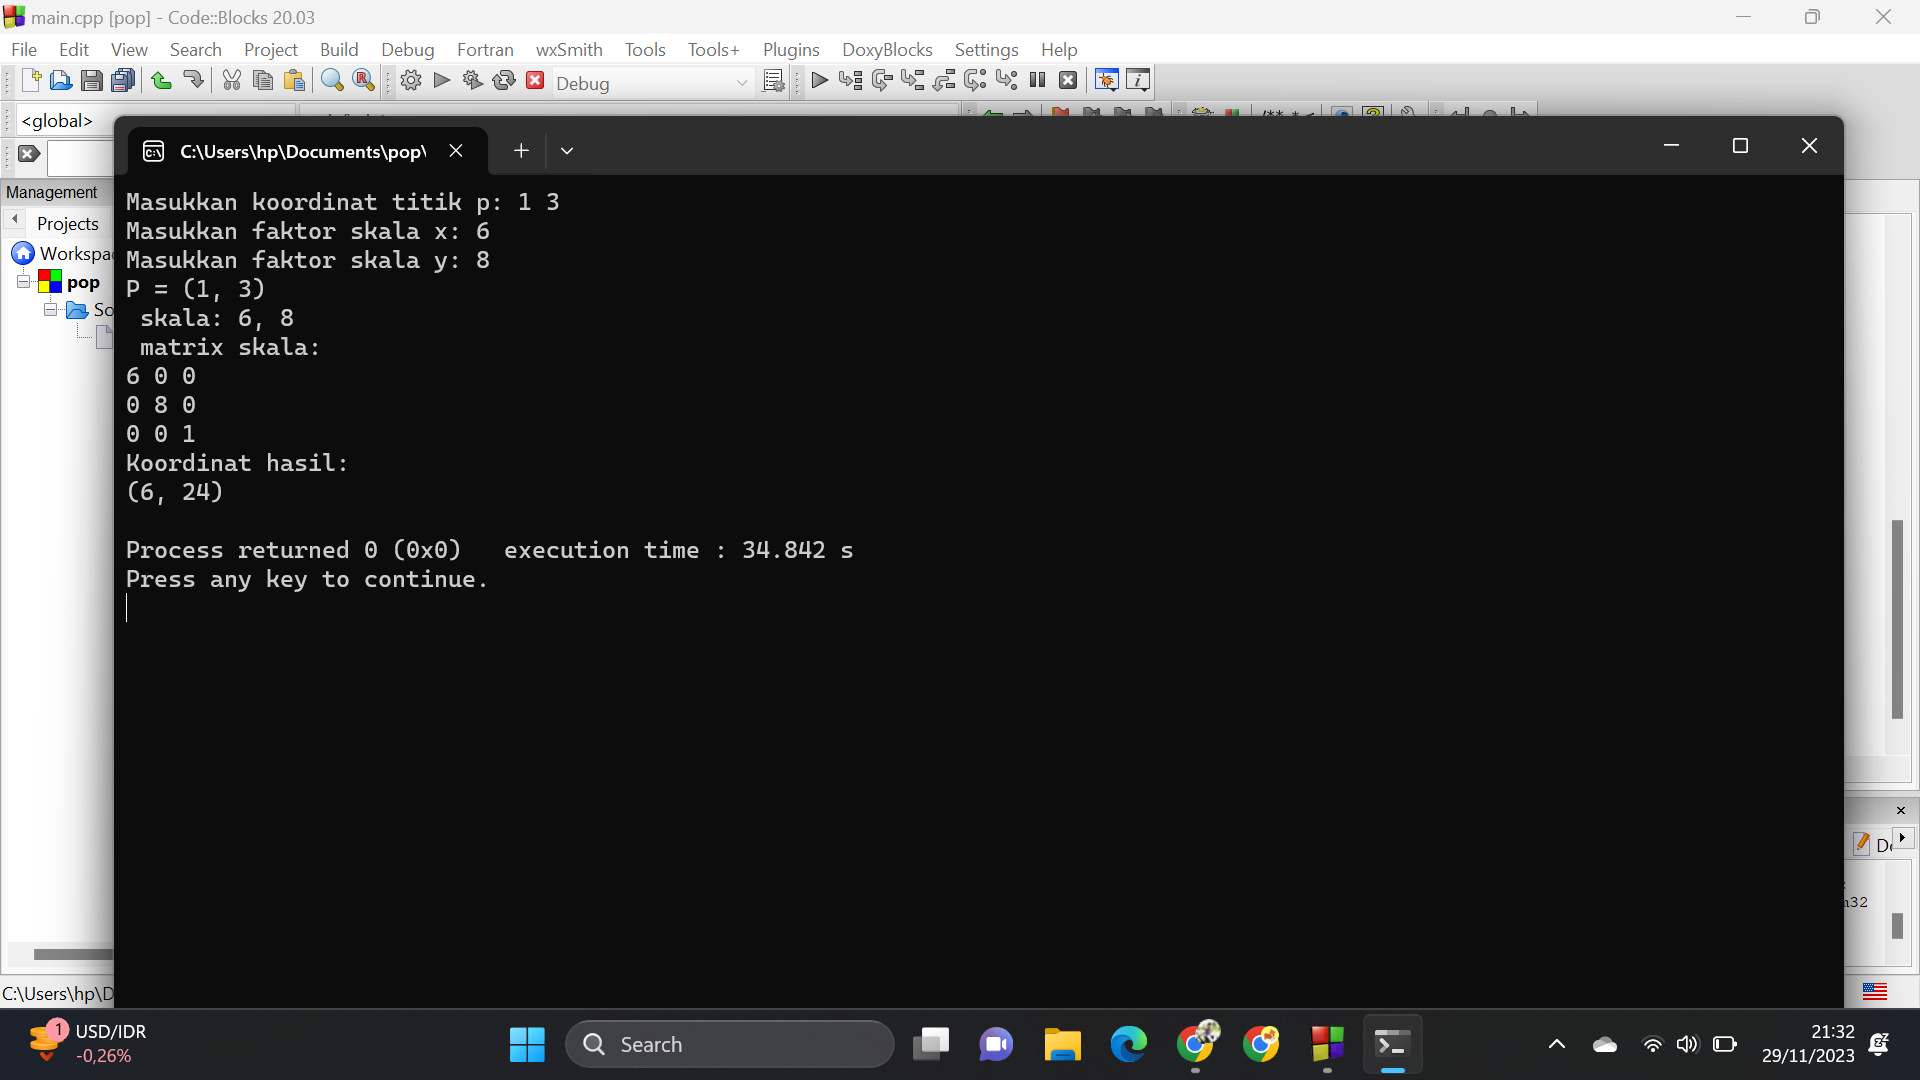 main.cpp [pop] - Code::Blocks 20.03
File Edit View Search Project Build Debug Fortran wxSmith Tools Tools+ Plugins DoxyBlocks Settings Help
Debug
<global>
C:\Users\hp\Documents\pop\
Management
Projects
pop
Masukkan koordinat titik p: 1 3
Masukkan faktor skala x: 6
Masukkan faktor skala y: 8
P = (1, 3)
skala: 6, 8
matrix skala:
6 0 0
0 8 0
0 0 1
Koordinat hasil:
(6, 24)
Process returned 0 (0x0)   execution time : 34.842 s
Press any key to continue.
C:\Users\hp\D
1
USD/IDR
-0,26%
Search
21:32
29/11/2023